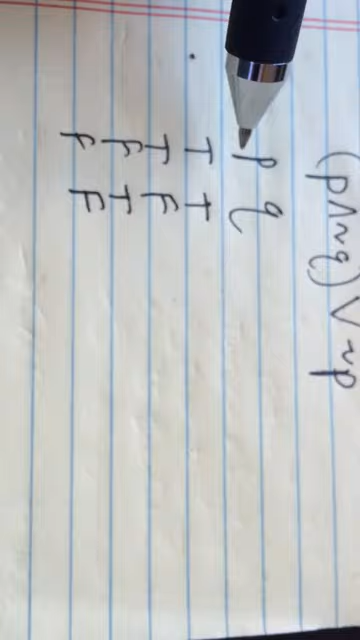 (p∧~q)∨~p
p q
T T
T F
F T
F F